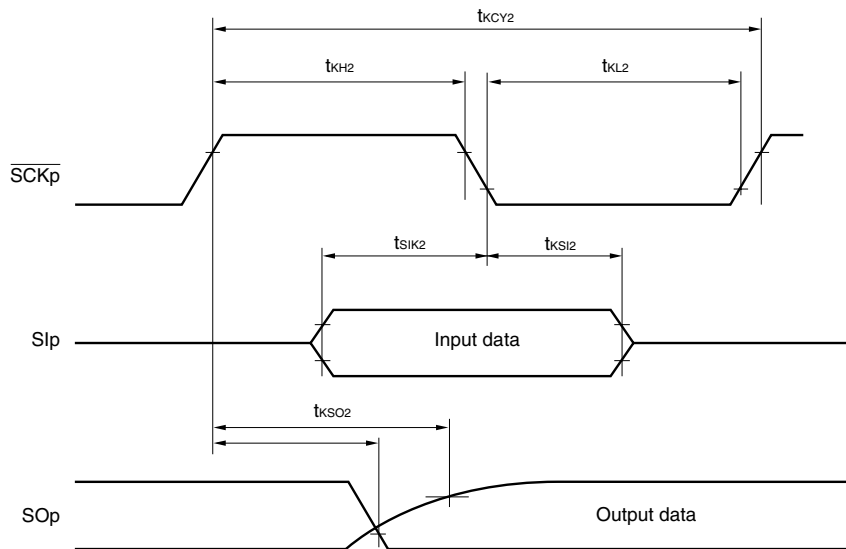 tKCY2
tKH2
tKL2
SCKp
tSIK2
tKSI2
SIp
Input data
tKSO2
SOp
Output data